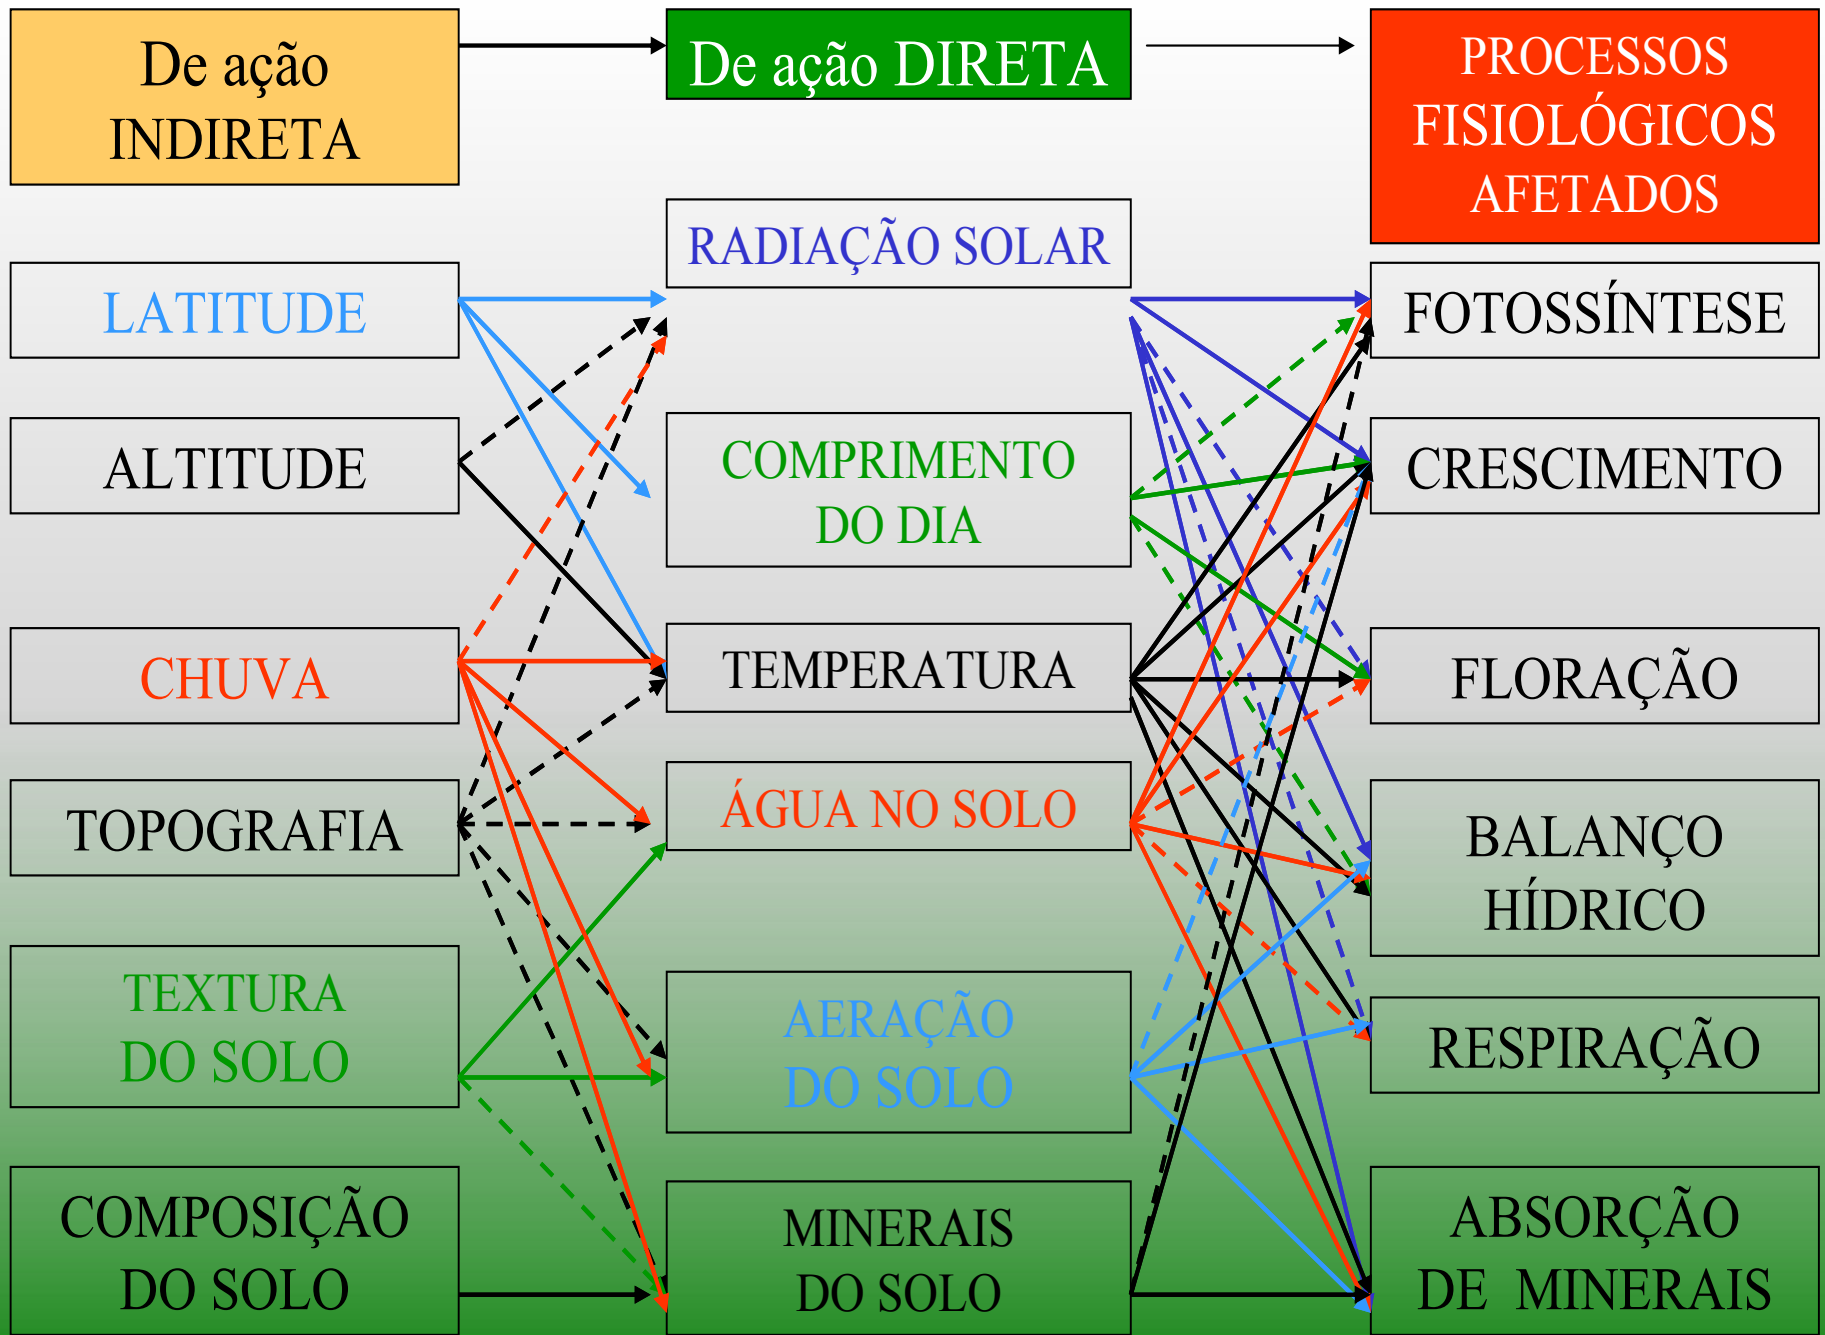 De ação
INDIRETA
De ação DIRETA
PROCESSOS
FISIOLÓGICOS
AFETADOS
LATITUDE
ALTITUDE
CHUVA
TOPOGRAFIA
TEXTURA
DO SOLO
COMPOSIÇÃO
DO SOLO
RADIAÇÃO SOLAR
COMPRIMENTO
DO DIA
TEMPERATURA
ÁGUA NO SOLO
AERAÇÃO
DO SOLO
MINERAIS
DO SOLO
FOTOSSÍNTESE
CRESCIMENTO
FLORAÇÃO
BALANÇO
HÍDRICO
RESPIRAÇÃO
ABSORÇÃO
DE MINERAIS